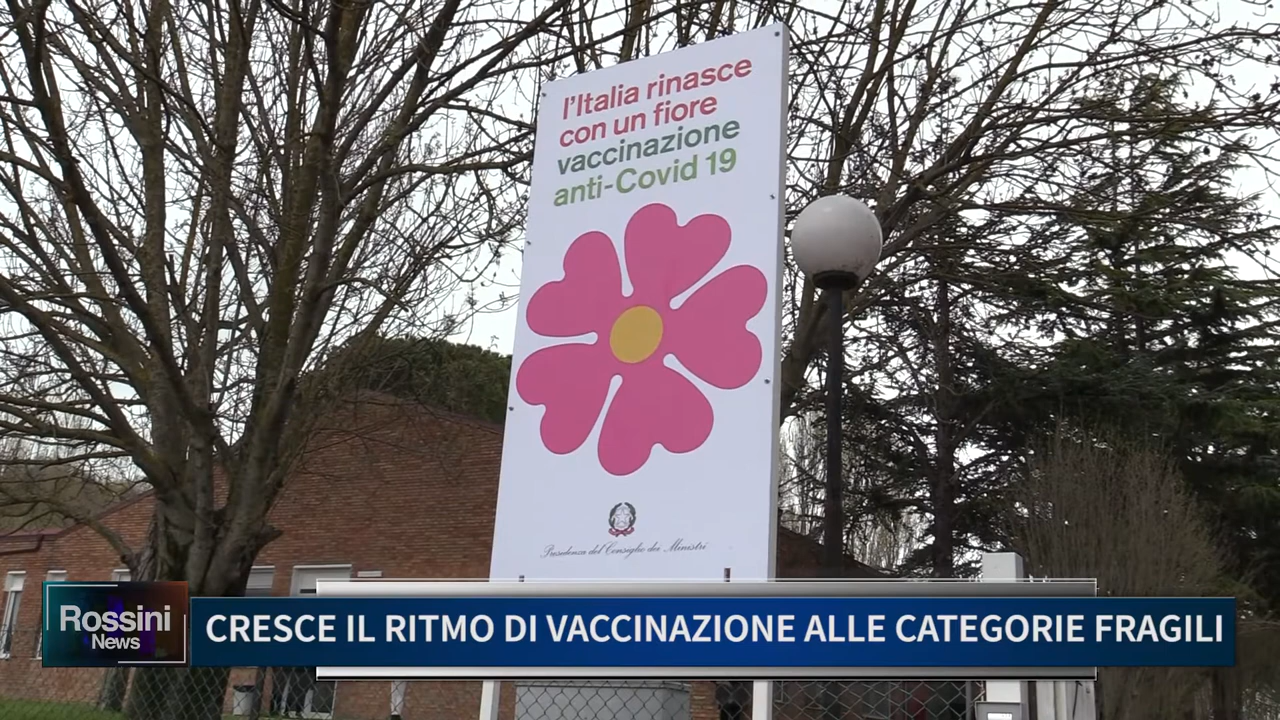 l'Italia rinasce
con un fiore
vaccinazione
anti-Covid 19
Presidenza del Consiglio dei Ministri
Rossini
News
CRESCE IL RITMO DI VACCINAZIONE ALLE CATEGORIE FRAGILI